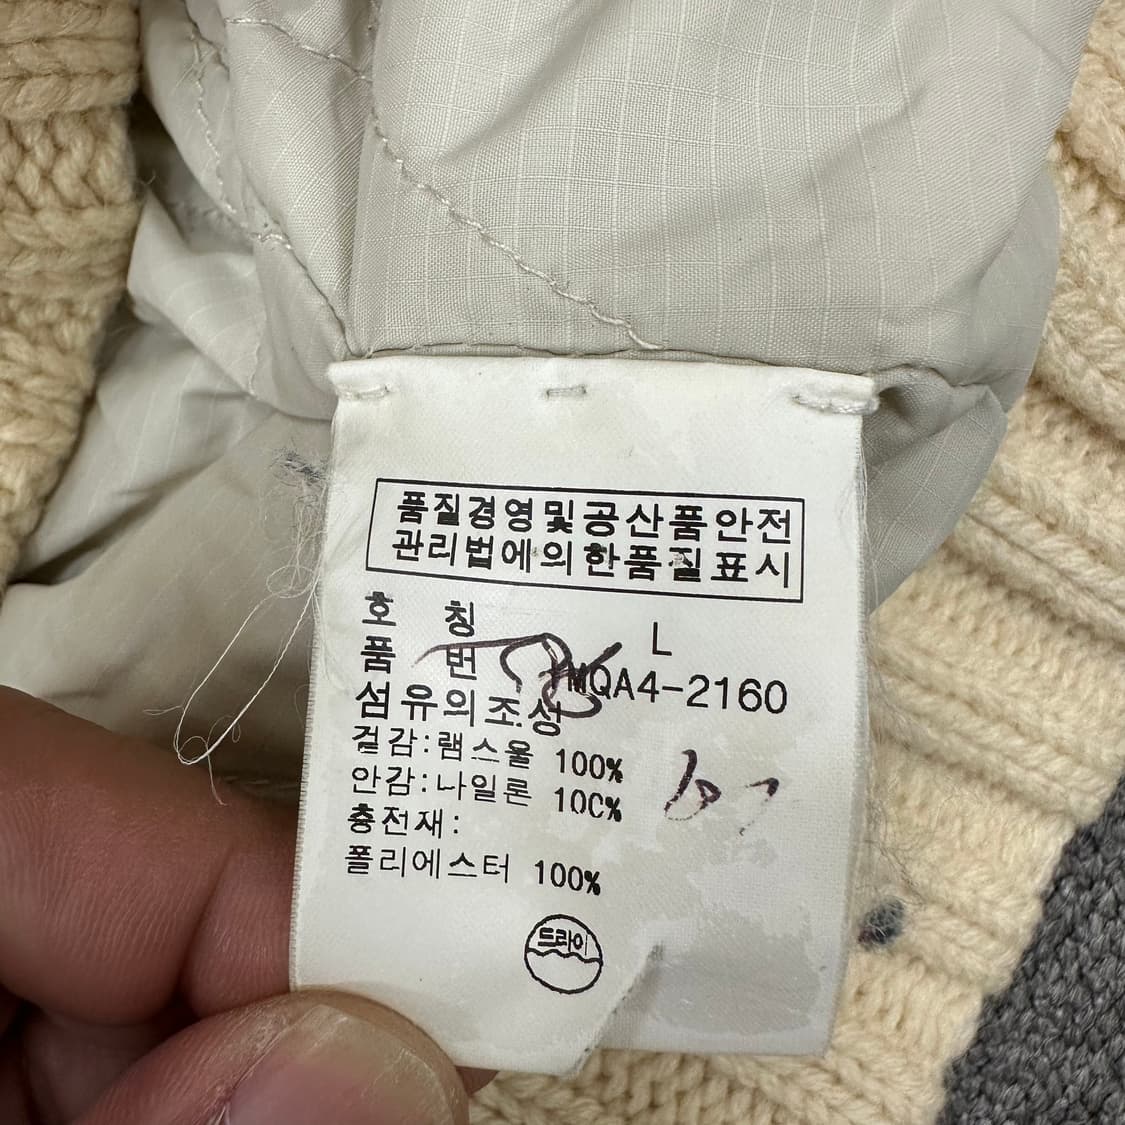 품질경영및공산품안전
관리법에의한품질표시
호 칭 L
품 번 MQA4-2160
섬유의조성
겉감:램스울 100%
안감:나일론 100%
충전재:
폴리에스터 100%
드라이